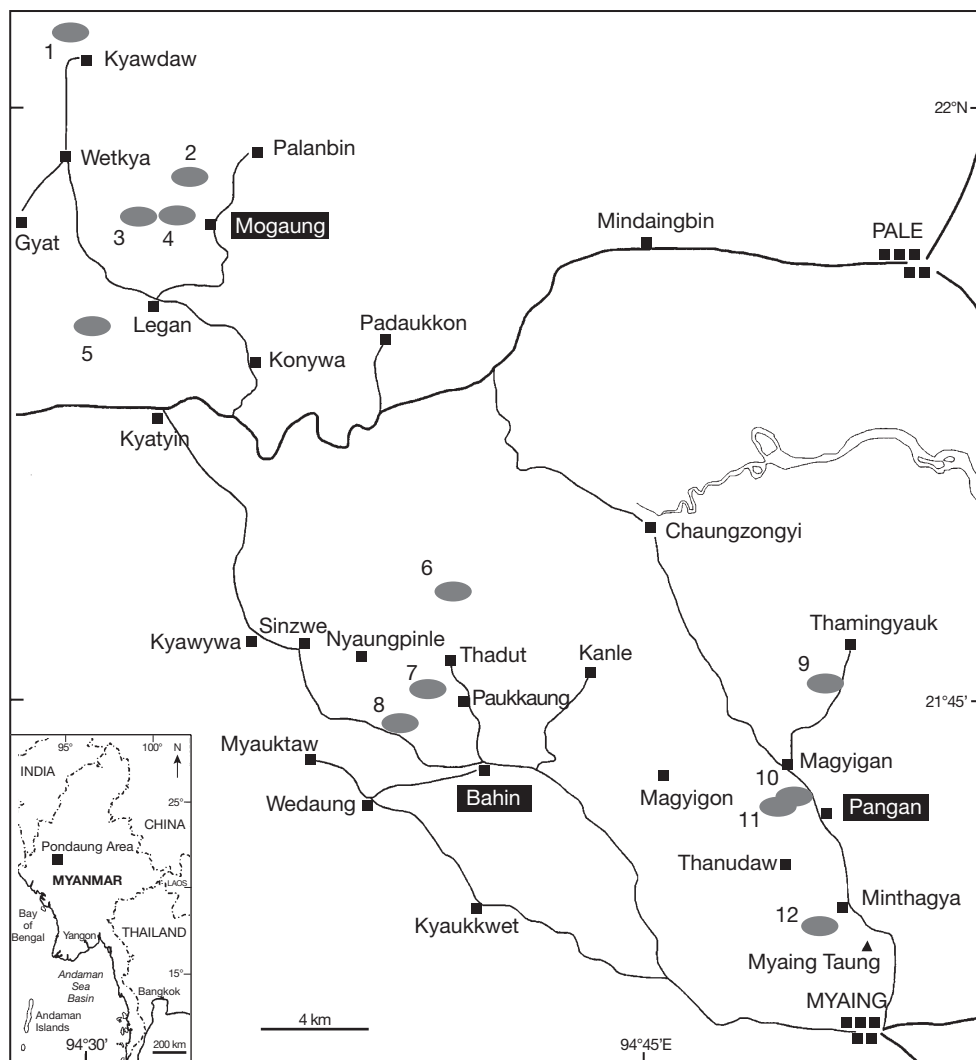 1
Kyawdaw
22°N
Wetkya
2
Palanbin
3
4
Mogaung
Gyat
Mindaingbin
PALE
Legan
5
Padaukkon
Konywa
Kyatyin
Chaungzongyi
6
Kyawywa
Sinzwe
Nyaungpinle
Thadut
Kanle
Thamingyauk
7
9
8
Paukkaung
21°45'
Myauktaw
Magyigan
Wedaung
Bahin
Magyigon
10
11
Pangan
Thanudaw
Kyaukkwet
Minthagya
12
Myaing Taung
MYAING
4 km
94°30'
94°45'
95°
100°
N
INDIA
25°
CHINA
Pondaung Area
MYANMAR
LAOS
Bay
of
Bengal
Yangon
THAILAND
Andaman
Sea
Basin
15°
Bangkok
Andaman
Islands
200 km